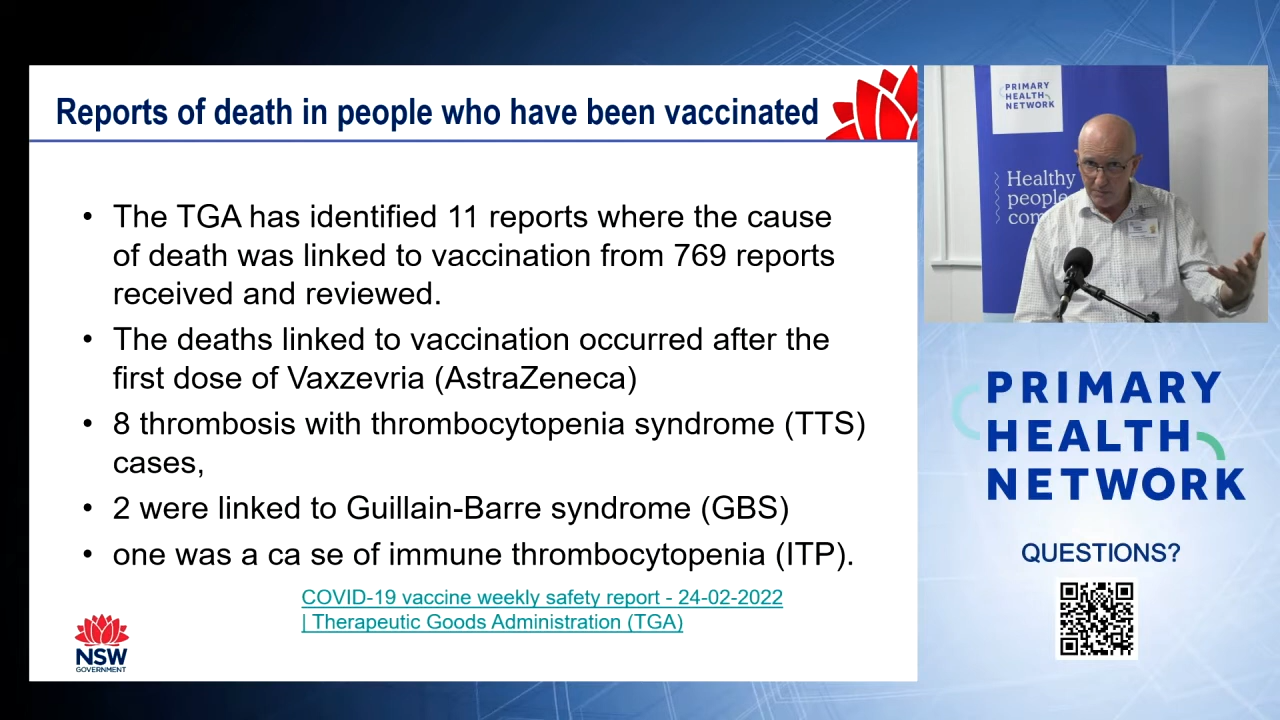 Reports of death in people who have been vaccinated
• The TGA has identified 11 reports where the cause
of death was linked to vaccination from 769 reports
received and reviewed.
• The deaths linked to vaccination occurred after the
first dose of Vaxzevria (AstraZeneca)
• 8 thrombosis with thrombocytopenia syndrome (TTS)
cases,
• 2 were linked to Guillain-Barre syndrome (GBS)
• one was a ca se of immune thrombocytopenia (ITP).
COVID-19 vaccine weekly safety report - 24-02-2022
| Therapeutic Goods Administration (TGA)
NSW
GOVERNMENT
PRIMARY
HEALTH
NETWORK
Healthy
people
com
PRIMARY
HEALTH
NETWORK
QUESTIONS?